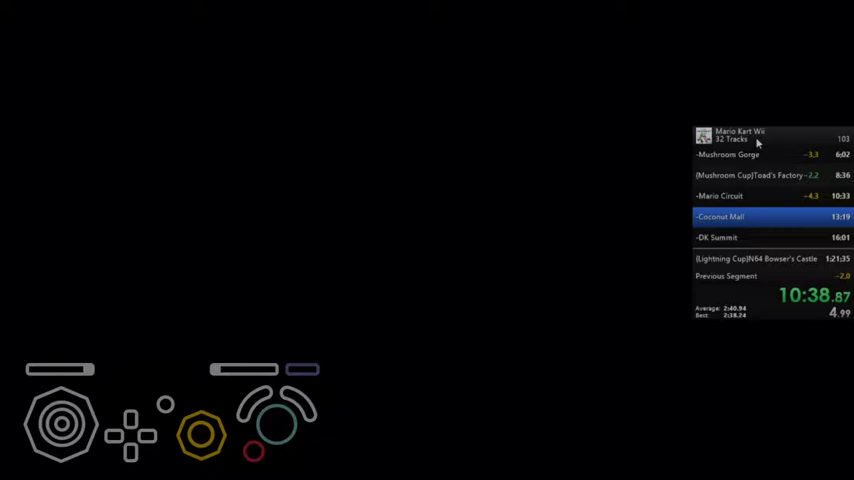 Mario Kart Wii
32 Tracks 103
-Mushroom Gorge -3.3 6:02
(Mushroom Cup)Toad's Factory -2.2 8:36
-Mario Circuit -4.3 10:33
-Coconut Mall 13:19
-DK Summit 16:01
(Lightning Cup)N64 Bowser's Castle 1:21:35
Previous Segment -2.0
10:38.87
Average: 2:40.94
Best: 2:38.24 4.99